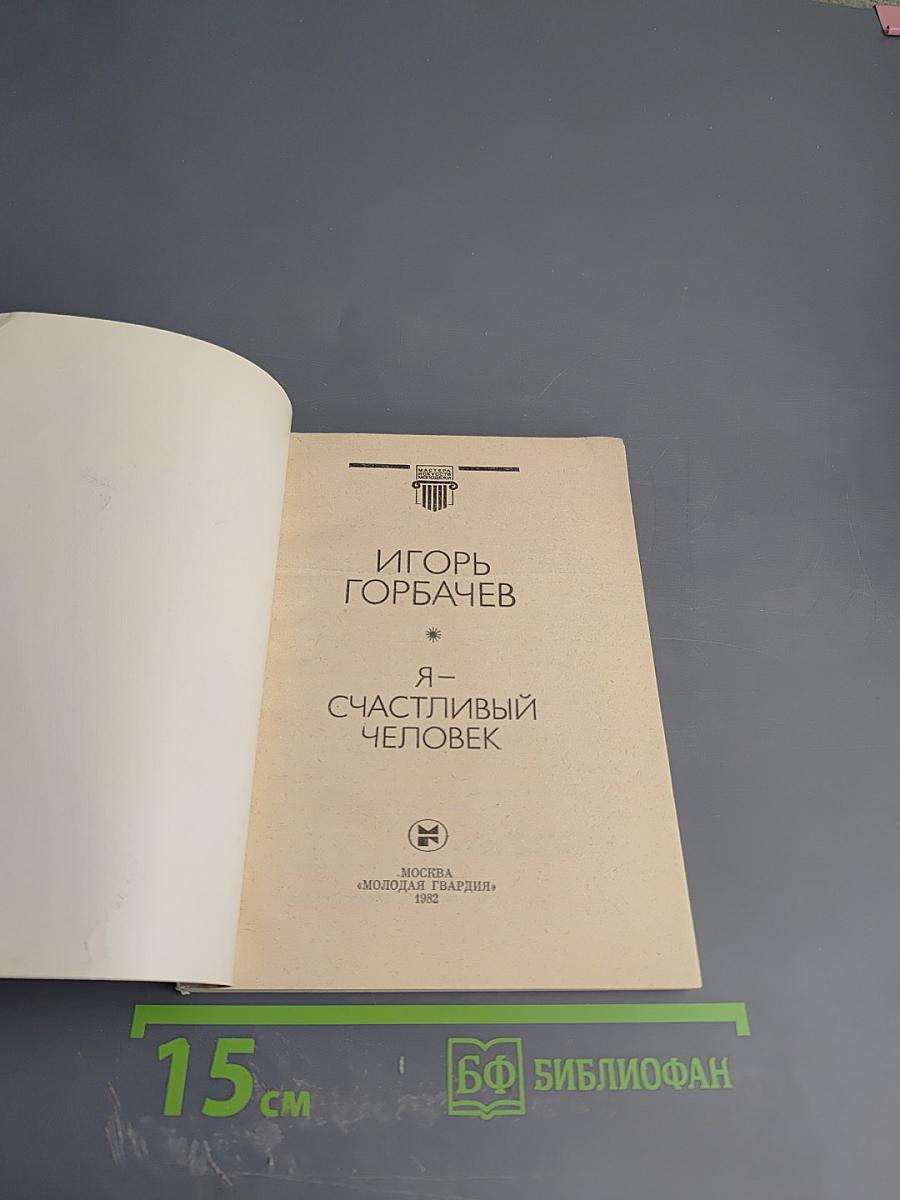 МАСТЕРА
ИСКУССТВ
МОЛОДЕЖИ
ИГОРЬ
ГОРБАЧЕВ
Я—
СЧАСТЛИВЫЙ
ЧЕЛОВЕК
МОСКВА
«МОЛОДАЯ ГВАРДИЯ»
1982
15 см
БФ БИБЛИОФАН